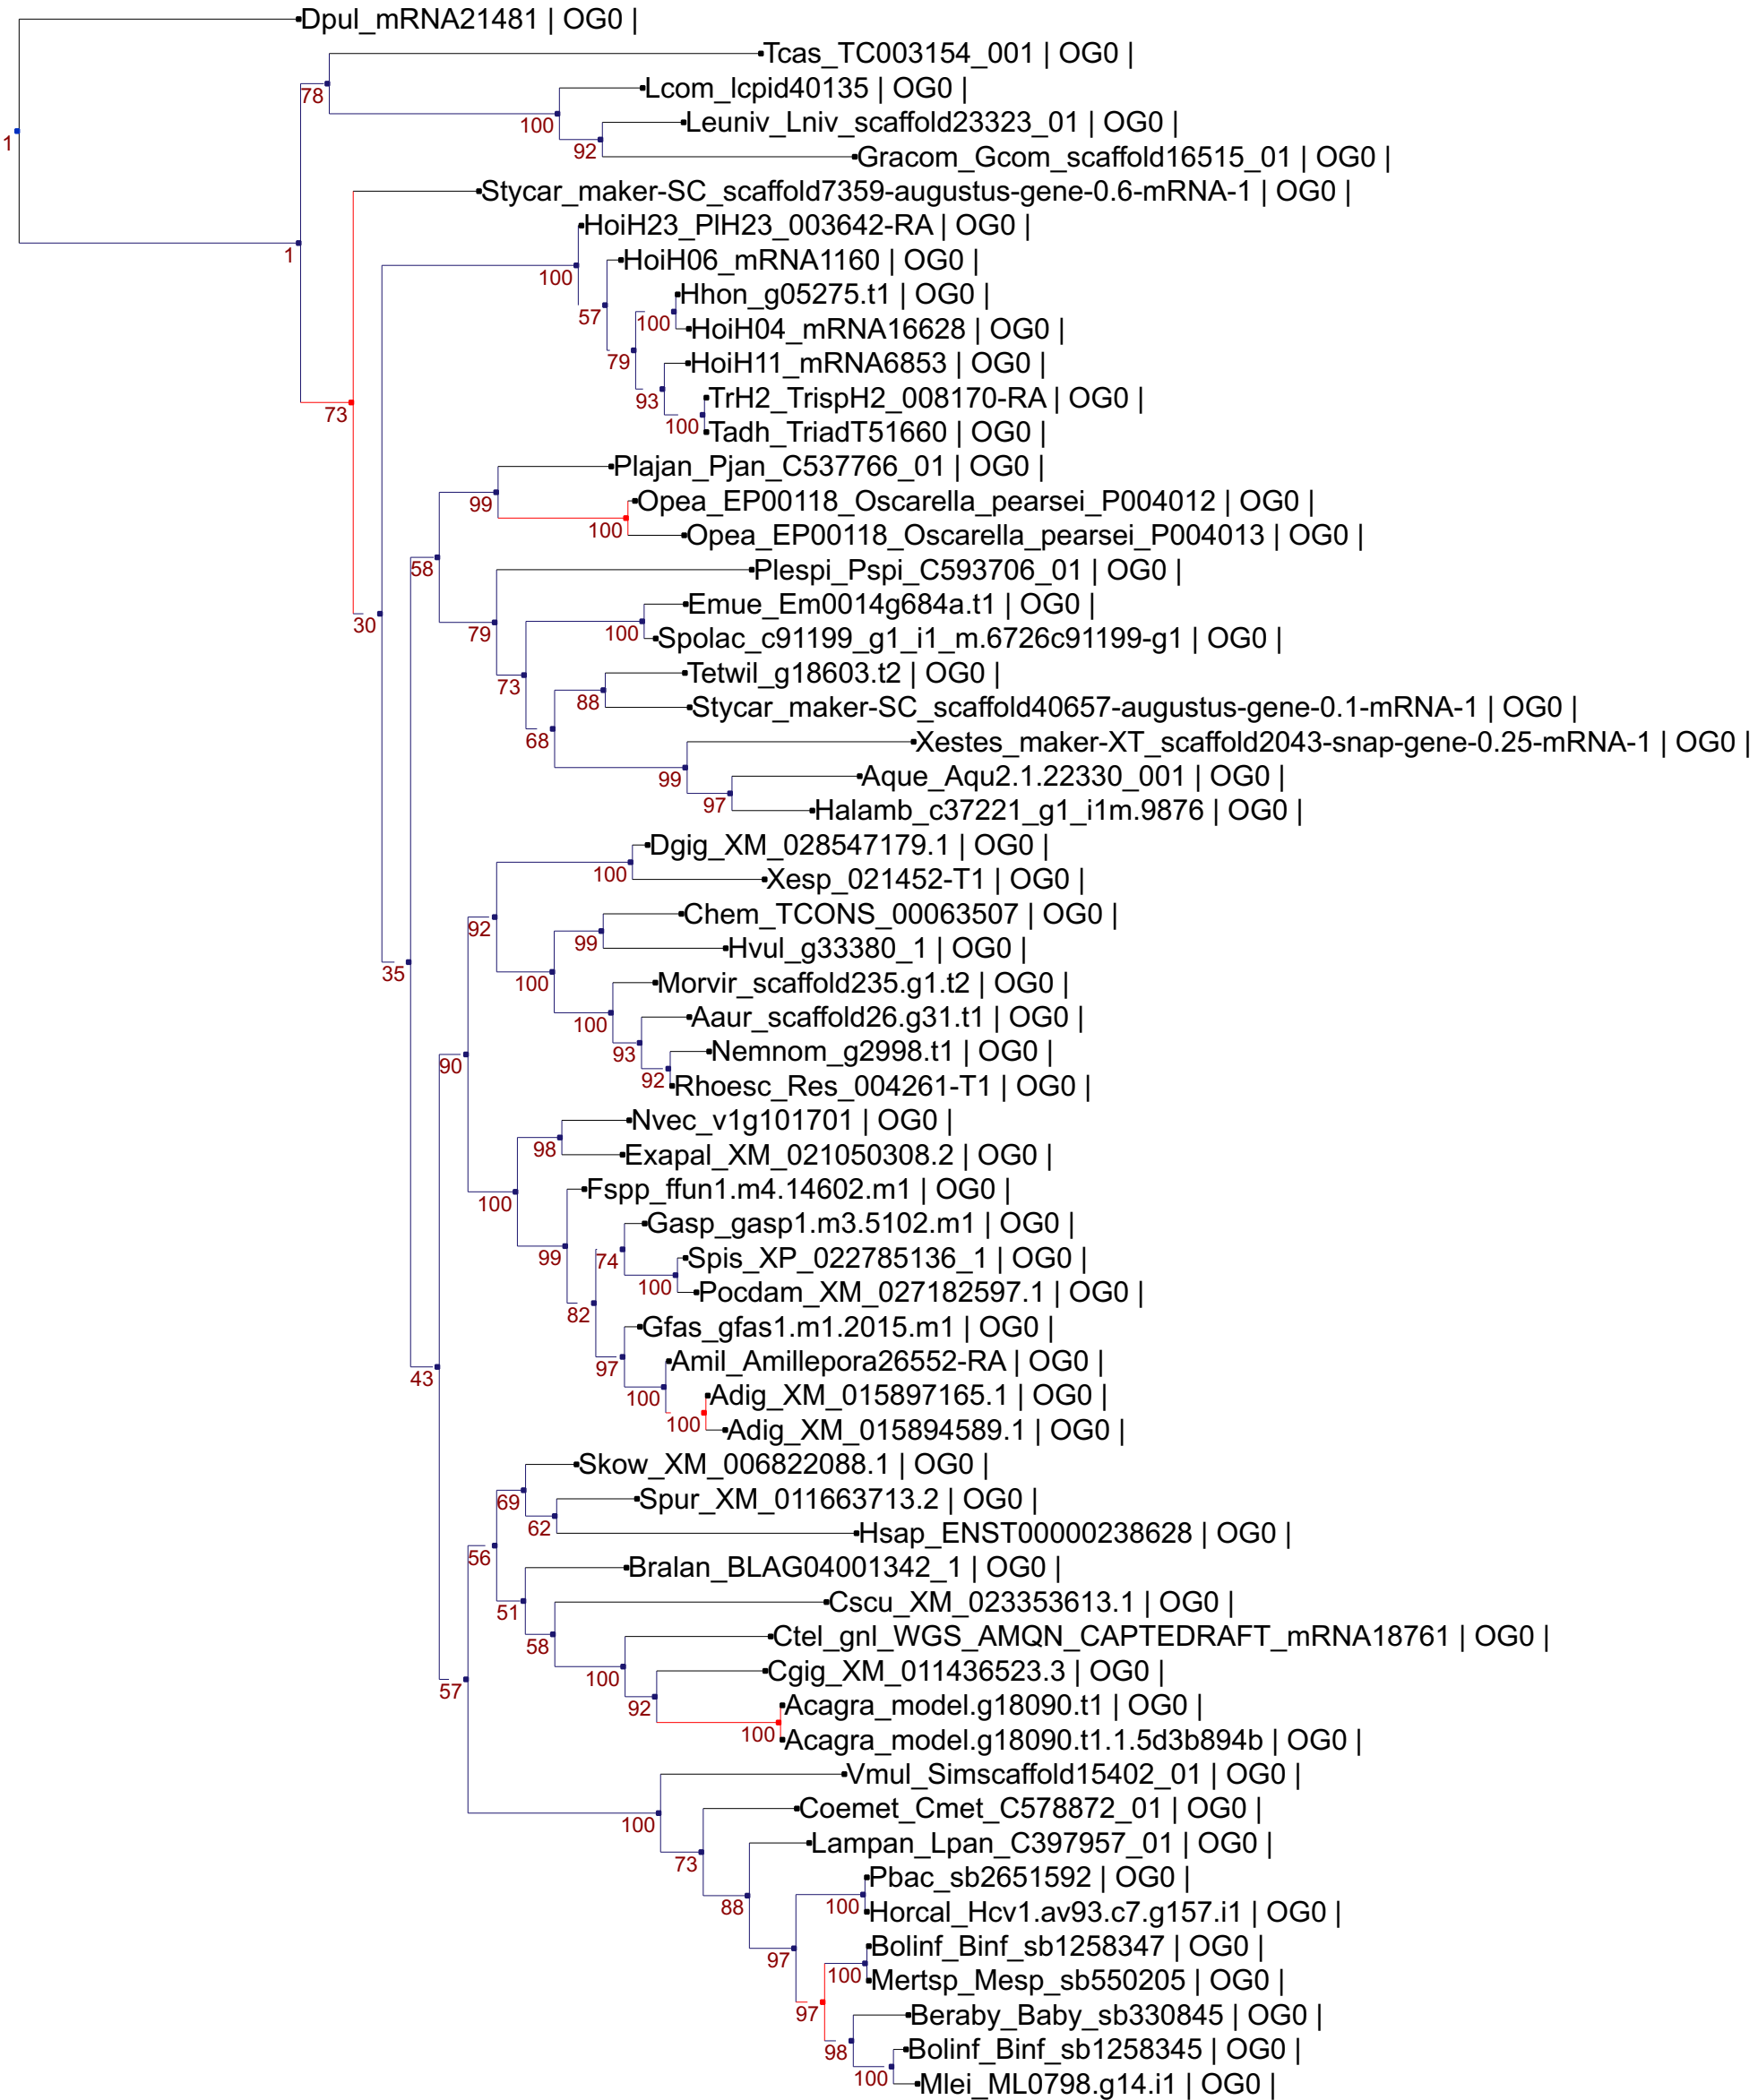 Dpul_mRNA21481 | OG0 |
Tcas_TC003154_001 | OG0 |
78
Lcom_lcpid40135 | OG0 |
100
Leuniv_Lniv_scaffold23323_01 | OG0 |
1
92
Gracom_Gcom_scaffold16515_01 | OG0 |
Stycar_maker-SC_scaffold7359-augustus-gene-0.6-mRNA-1 | OG0 |
HoiH23_PlH23_003642-RA | OG0 |
1
HoiH06_mRNA1160 | OG0 |
100
Hhon_g05275.t1 | OG0 |
57
100
HoiH04_mRNA16628 | OG0 |
79
HoiH11_mRNA6853 | OG0 |
93
TrH2_TrispH2_008170-RA | OG0 |
73
100
Tadh_TriadT51660 | OG0 |
Plajan_Pjan_C537766_01 | OG0 |
99
Opea_EP00118_Oscarella_pearsei_P004012 | OG0 |
100
Opea_EP00118_Oscarella_pearsei_P004013 | OG0 |
58
Plespi_Pspi_C593706_01 | OG0 |
Emue_Em0014g684a.t1 | OG0 |
30
79
100
Spolac_c91199_g1_i1_m.6726c91199-g1 | OG0 |
Tetwil_g18603.t2 | OG0 |
73
88
Stycar_maker-SC_scaffold40657-augustus-gene-0.1-mRNA-1 | OG0 |
68
Xestes_maker-XT_scaffold2043-snap-gene-0.25-mRNA-1 | OG0 |
99
Aque_Aqu2.1.22330_001 | OG0 |
97
Halamb_c37221_g1_i1m.9876 | OG0 |
Dgig_XM_028547179.1 | OG0 |
100
Xesp_021452-T1 | OG0 |
Chem_TCONS_00063507 | OG0 |
92
99
Hvul_g33380_1 | OG0 |
35
100
Morvir_scaffold235.g1.t2 | OG0 |
100
Aaur_scaffold26.g31.t1 | OG0 |
93
Nemnom_g2998.t1 | OG0 |
90
92
Rhoesc_Res_004261-T1 | OG0 |
Nvec_v1g101701 | OG0 |
98
Exapal_XM_021050308.2 | OG0 |
Fspp_ffun1.m4.14602.m1 | OG0 |
100
Gasp_gasp1.m3.5102.m1 | OG0 |
99
74
Spis_XP_022785136_1 | OG0 |
100
Pocdam_XM_027182597.1 | OG0 |
82
Gfas_gfas1.m1.2015.m1 | OG0 |
97
Amil_Amillepora26552-RA | OG0 |
43
100
Adig_XM_015897165.1 | OG0 |
100
Adig_XM_015894589.1 | OG0 |
Skow_XM_006822088.1 | OG0 |
69
Spur_XM_011663713.2 | OG0 |
62
Hsap_ENST00000238628 | OG0 |
56
Bralan_BLAG04001342_1 | OG0 |
51
Cscu_XM_023353613.1 | OG0 |
58
Ctel_gnl_WGS_AMQN_CAPTEDRAFT_mRNA18761 | OG0 |
100
Cgig_XM_011436523.3 | OG0 |
57
92
Acagra_model.g18090.t1 | OG0 |
100
Acagra_model.g18090.t1.1.5d3b894b | OG0 |
Vmul_Simscaffold15402_01 | OG0 |
100
Coemet_Cmet_C578872_01 | OG0 |
73
Lampan_Lpan_C397957_01 | OG0 |
88
Pbac_sb2651592 | OG0 |
100
Horcal_Hcv1.av93.c7.g157.i1 | OG0 |
97
Bolinf_Binf_sb1258347 | OG0 |
100
Mertsp_Mesp_sb550205 | OG0 |
97
Beraby_Baby_sb330845 | OG0 |
98
Bolinf_Binf_sb1258345 | OG0 |
100
Mlei_ML0798.g14.i1 | OG0 |